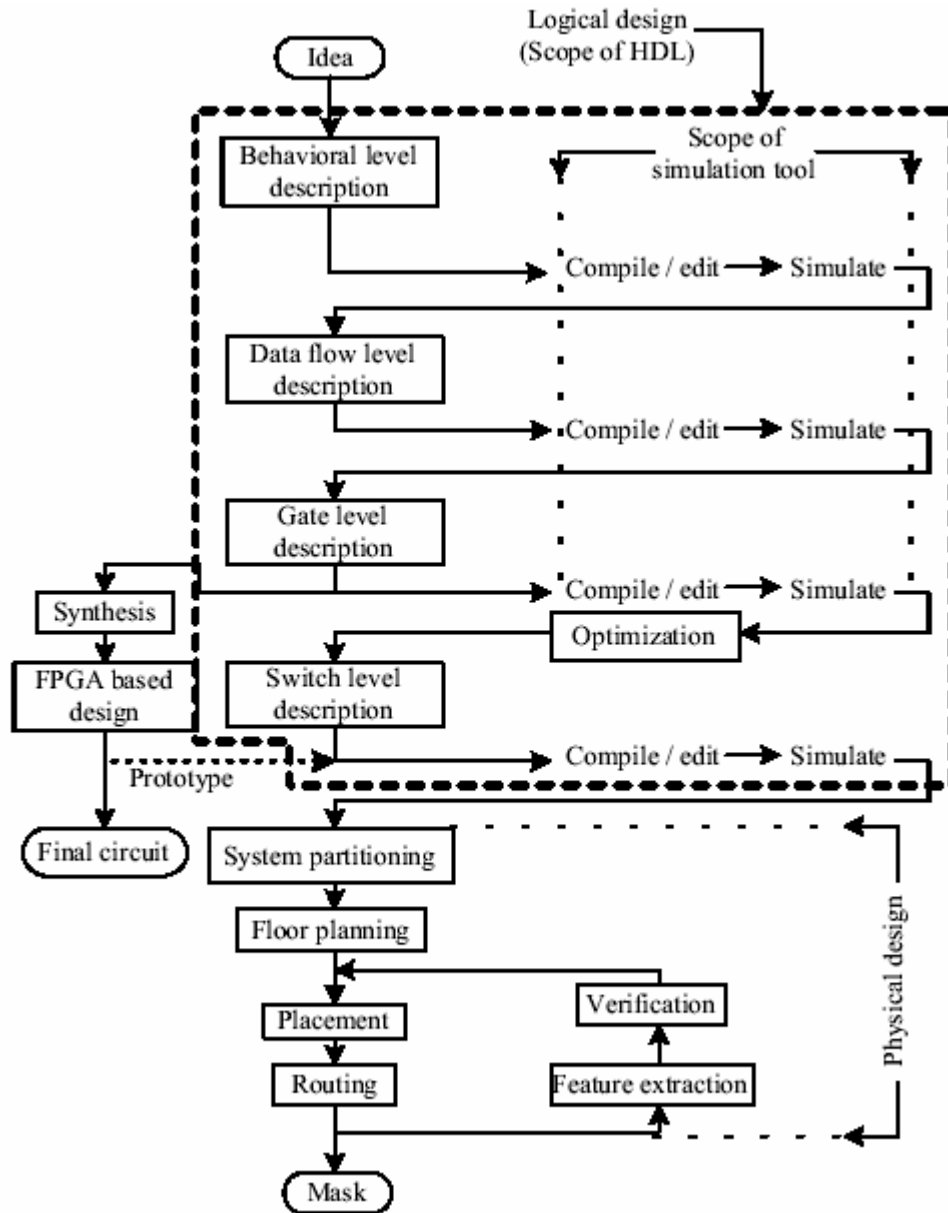 Logical design
(Scope of HDL)
Idea
Behavioral level
description
Scope of
simulation tool
Compile / edit
Simulate
Data flow level
description
Compile / edit
Simulate
Gate level
description
Compile / edit
Simulate
Synthesis
Optimization
FPGA based
design
Switch level
description
Compile / edit
Simulate
Prototype
Final circuit
System partitioning
Floor planning
Physical design
Verification
Placement
Routing
Feature extraction
Mask